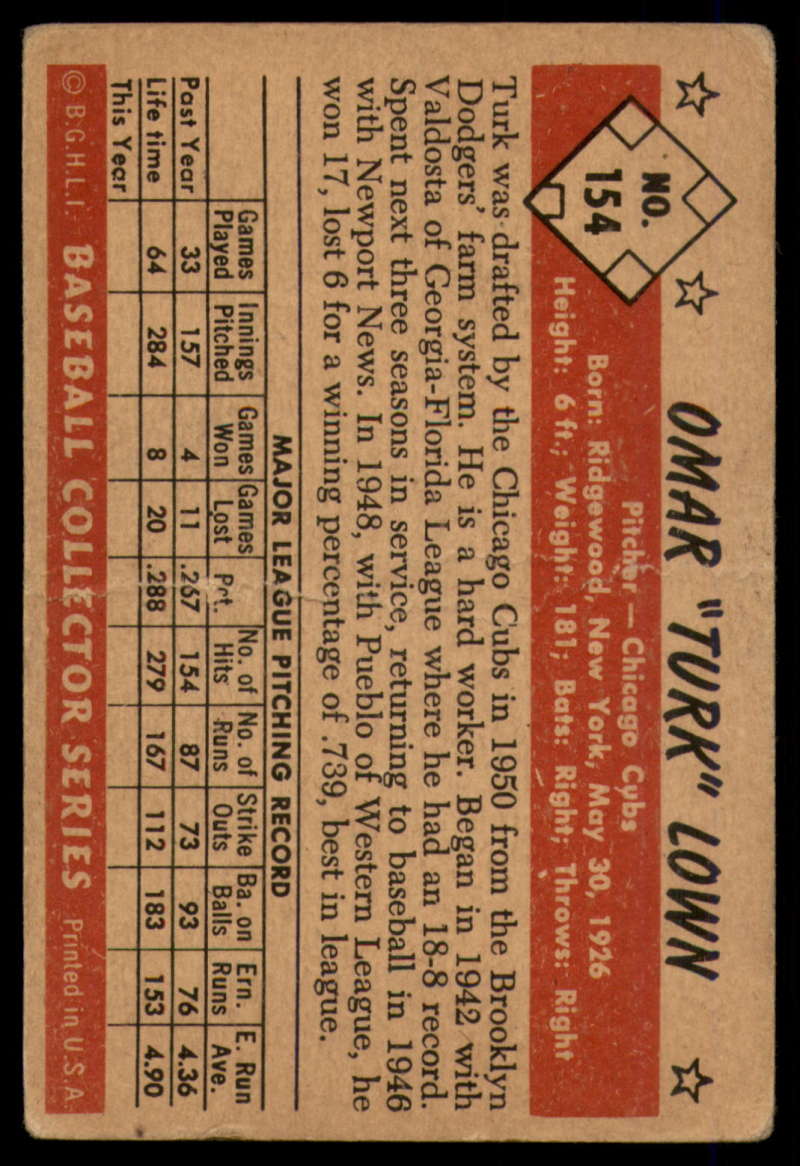 OMAR "TURK" LOWN
NO.
154
Pitcher — Chicago Cubs
Born: Ridgewood, New York, May 30, 1926
Height: 6 ft.; Weight: 181; Bats: Right; Throws: Right
Turk was drafted by the Chicago Cubs in 1950 from the Brooklyn
Dodgers' farm system. He is a hard worker. Began in 1942 with
Valdosta of Georgia-Florida League where he had an 18-8 record.
Spent next three seasons in service, returning to baseball in 1946
with Newport News. In 1948, with Pueblo of Western League, he
won 17, lost 6 for a winning percentage of .739, best in league.
MAJOR LEAGUE PITCHING RECORD
Games Played Innings Pitched Games Won Games Lost Pct. No. of Hits No. of Runs Strike Outs Ba. on Balls Ern. Runs E. Run Ave.
Past Year 33 157 4 11 .267 154 87 73 93 76 4.36
Life time 64 284 8 20 .288 279 167 112 183 153 4.90
This Year
© B.G.H.L.I. BASEBALL COLLECTOR SERIES Printed in U.S.A.